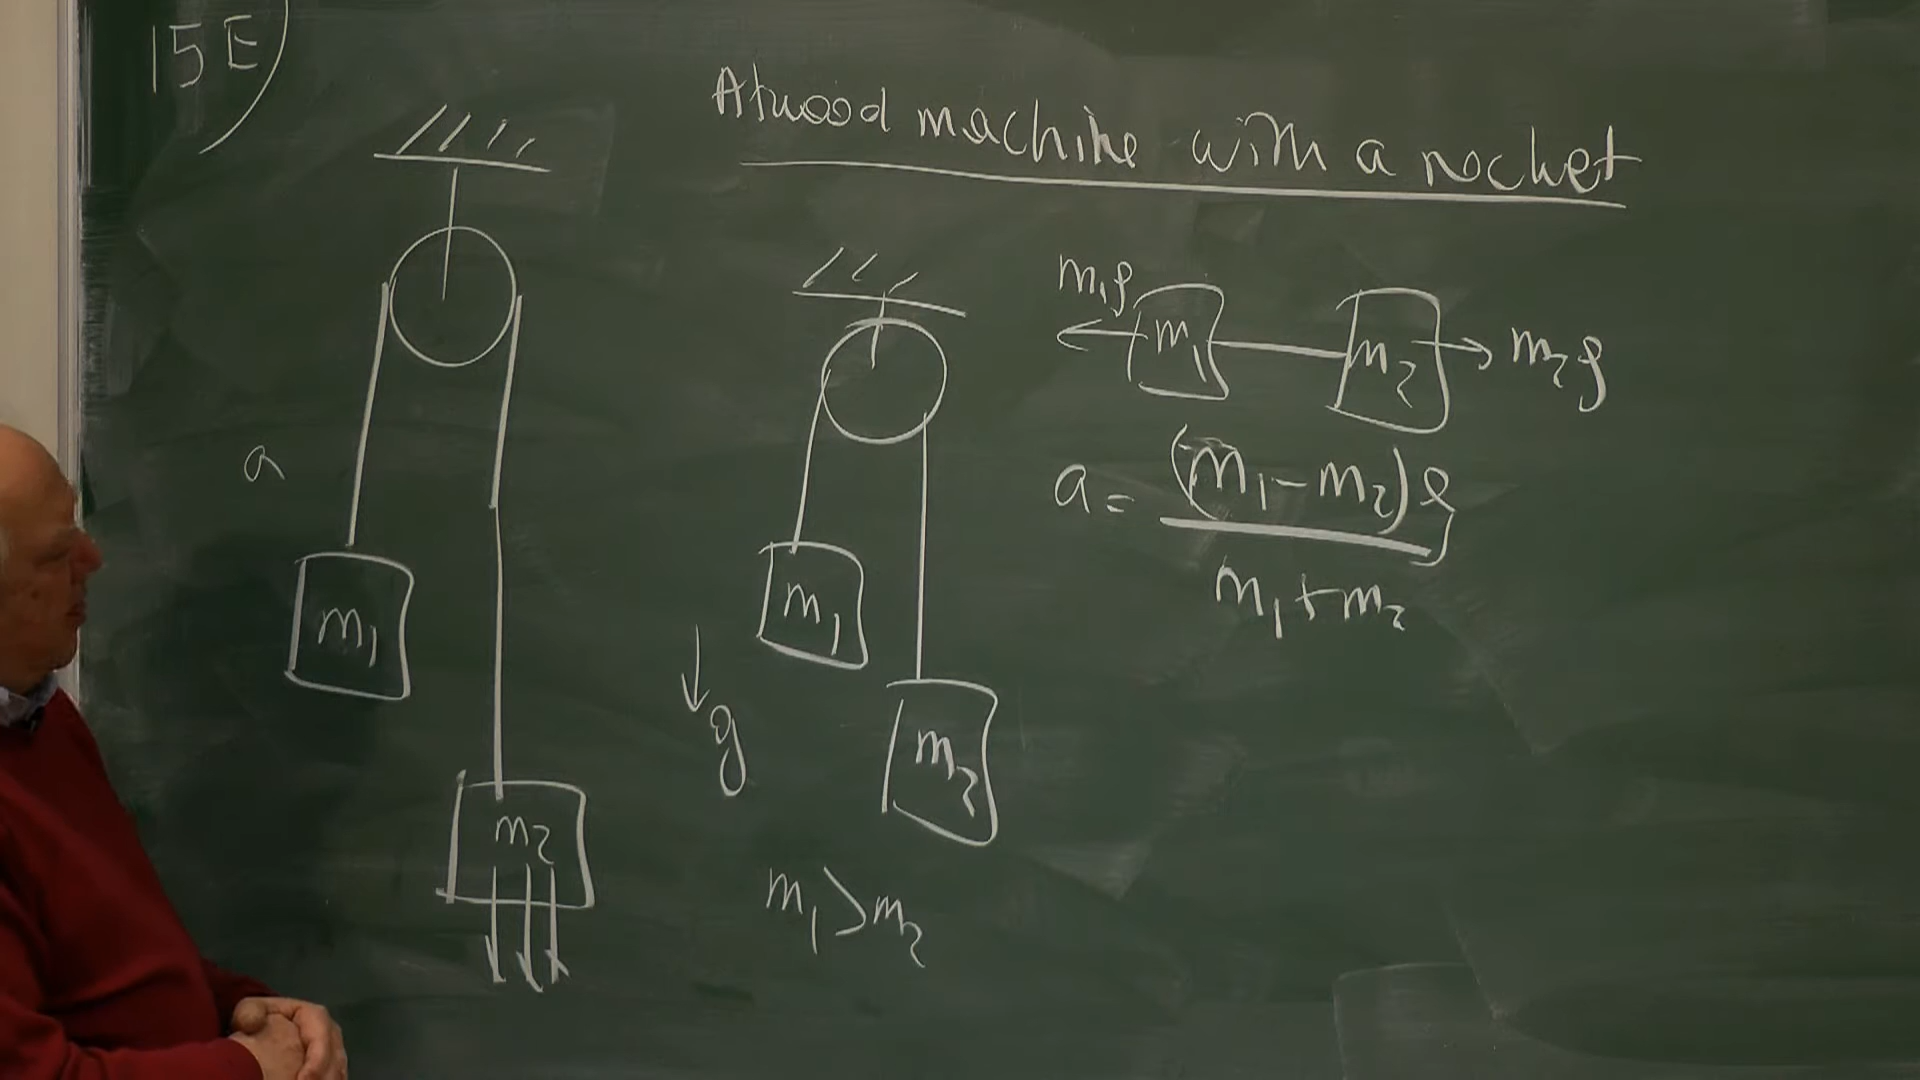 15E)
Atwood machine with a rocket
a
m₁
m₂
m₁
m₂
g
m₁ > m₂
m₁g
m₁
m₂
m₂g
a = (m₁ - m₂)g / m₁ + m₂